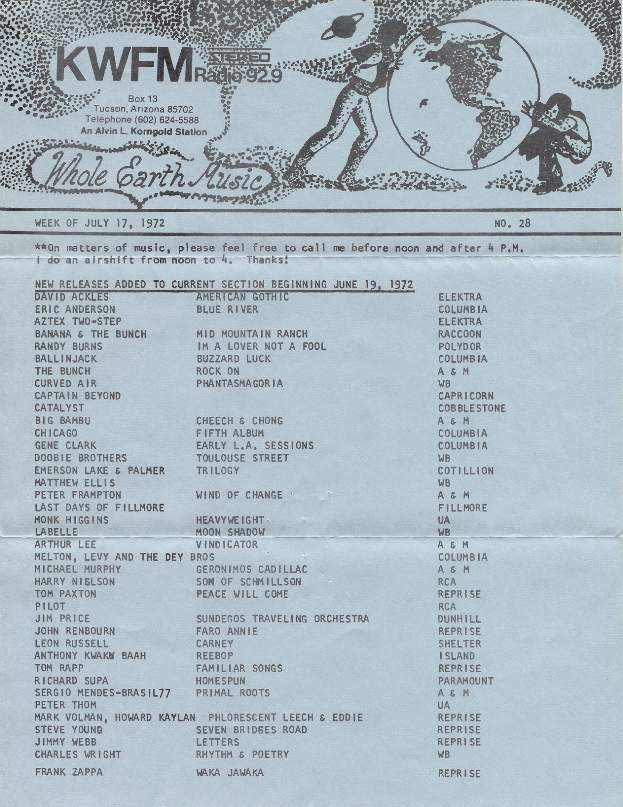 KWFM STEREO
Radio 92.9
Box 13
Tucson, Arizona 85702
Telephone (602) 624-5588
An Alvin L. Korngold Station
Whole Earth Music
WEEK OF JULY 17, 1972 NO. 28
**On matters of music, please feel free to call me before noon and after 4 P.M.
I do an airshift from noon to 4. Thanks!
NEW RELEASES ADDED TO CURRENT SECTION BEGINNING JUNE 19, 1972
DAVID ACKLES AMERICAN GOTHIC ELEKTRA
ERIC ANDERSON BLUE RIVER COLUMBIA
AZTEX TWO-STEP ELEKTRA
BANANA & THE BUNCH MID MOUNTAIN RANCH RACCOON
RANDY BURNS IM A LOVER NOT A FOOL POLYDOR
BALLINJACK BUZZARD LUCK COLUMBIA
THE BUNCH ROCK ON A & M
CURVED AIR PHANTASMAGORIA WB
CAPTAIN BEYOND CAPRICORN
CATALYST COBBLESTONE
BIG BAMBU CHEECH & CHONG A & M
CHICAGO FIFTH ALBUM COLUMBIA
GENE CLARK EARLY L.A. SESSIONS COLUMBIA
DOOBIE BROTHERS TOULOUSE STREET WB
EMERSON LAKE & PALMER TRILOGY COTILLION
MATTHEW ELLIS WB
PETER FRAMPTON WIND OF CHANGE A & M
LAST DAYS OF FILLMORE FILLMORE
MONK HIGGINS HEAVYWEIGHT UA
LABELLE MOON SHADOW WB
ARTHUR LEE VINDICATOR A & M
MELTON, LEVY AND THE DEY BROS COLUMBIA
MICHAEL MURPHY GERONIMOS CADILLAC A & M
HARRY NIBLSON SON OF SCHMILLSON RCA
TOM PAXTON PEACE WILL COME REPRISE
PILOT RCA
JIM PRICE SUNDEGOS TRAVELING ORCHESTRA DUNHILL
JOHN RENBOURN FARO ANNIE REPRISE
LEON RUSSELL CARNEY SHELTER
ANTHONY KWAKW BAAH REEBOP ISLAND
TOM RAPP FAMILIAR SONGS REPRISE
RICHARD SUPA HOMESPUN PARAMOUNT
SERGIO MENDES-BRASIL77 PRIMAL ROOTS A & M
PETER THOM UA
MARK VOLMAN, HOWARD KAYLAN PHLORESCENT LEECH & EDDIE REPRISE
STEVE YOUND SEVEN BRIDGES ROAD REPRISE
JIMMY WEBB LETTERS REPRISE
CHARLES WRIGHT RHYTHM & POETRY WB
FRANK ZAPPA WAKA JAWAKA REPRISE